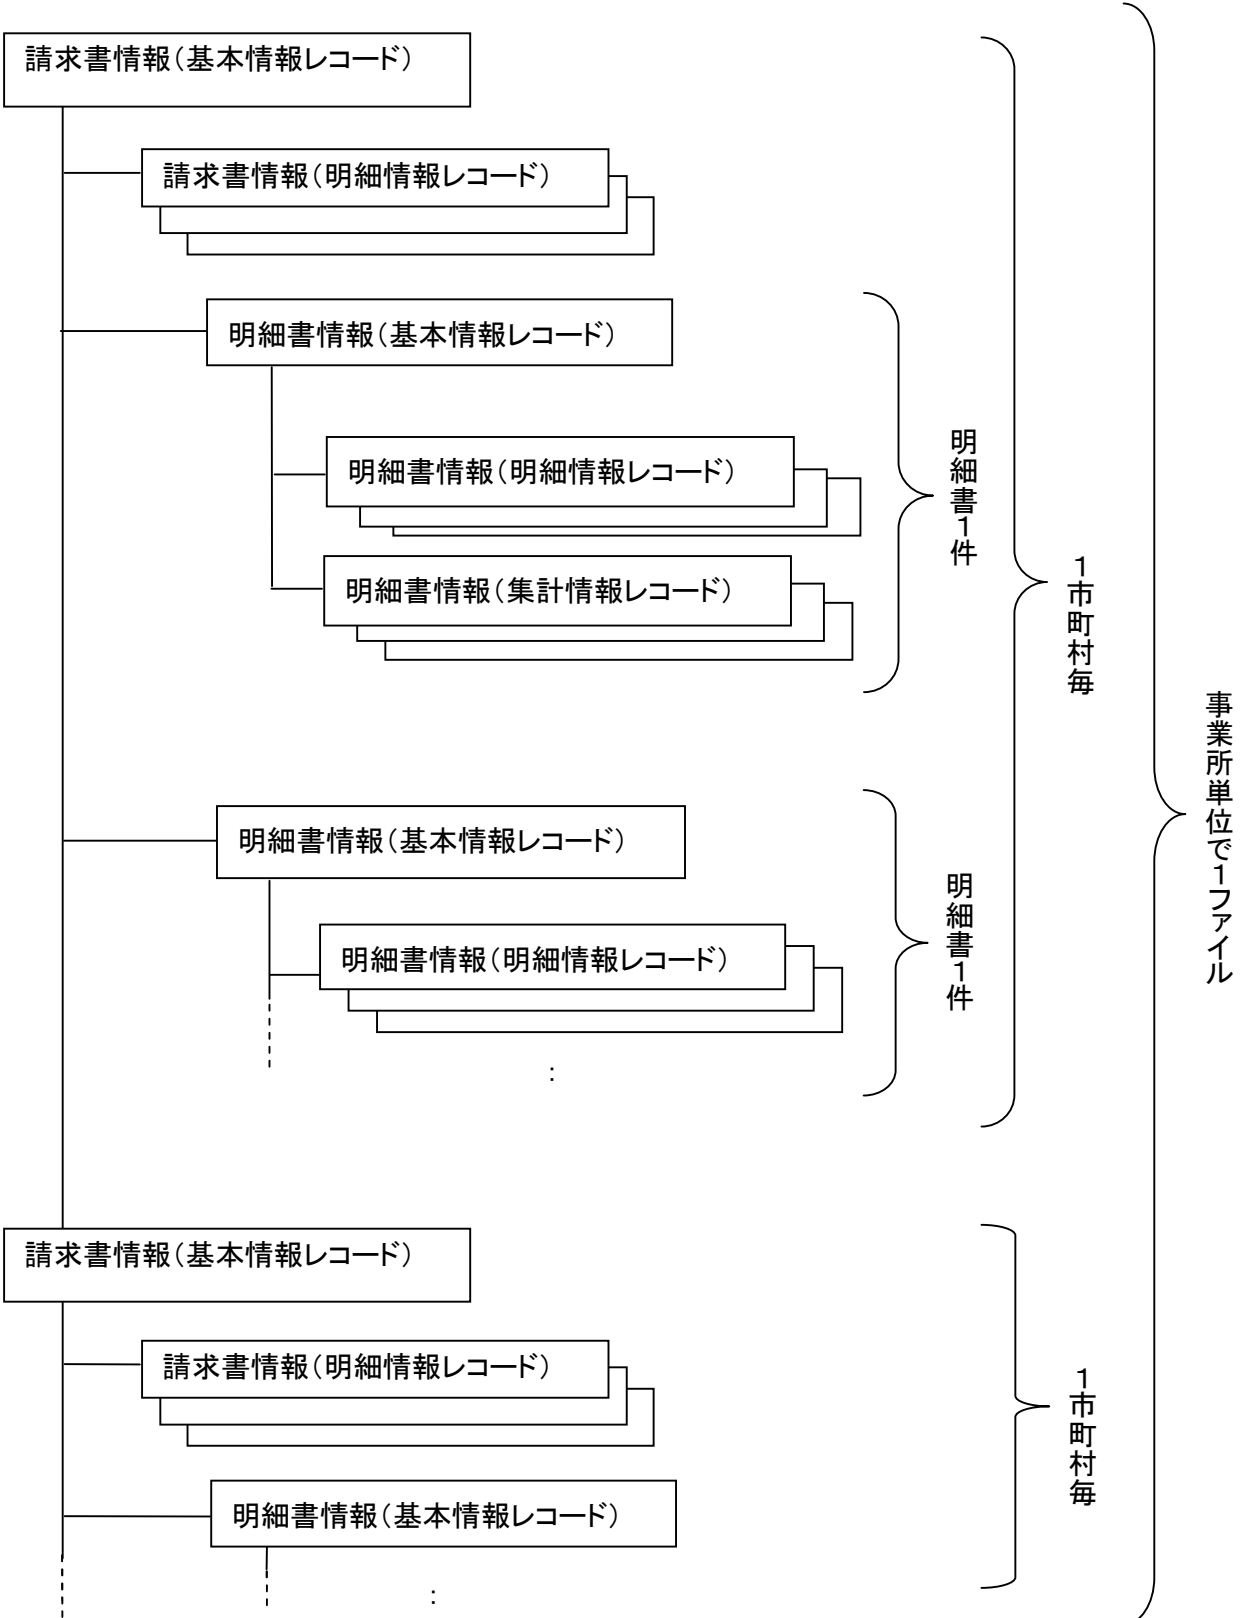 請求書情報（基本情報レコード）
請求書情報（明細情報レコード）
明細書情報（基本情報レコード）
明細書情報（明細情報レコード）
明細書情報（集計情報レコード）
明細書1件
1市町村毎
事業所単位で1ファイル
明細書情報（基本情報レコード）
明細書情報（明細情報レコード）
:
明細書1件
請求書情報（基本情報レコード）
請求書情報（明細情報レコード）
明細書情報（基本情報レコード）
:
1市町村毎